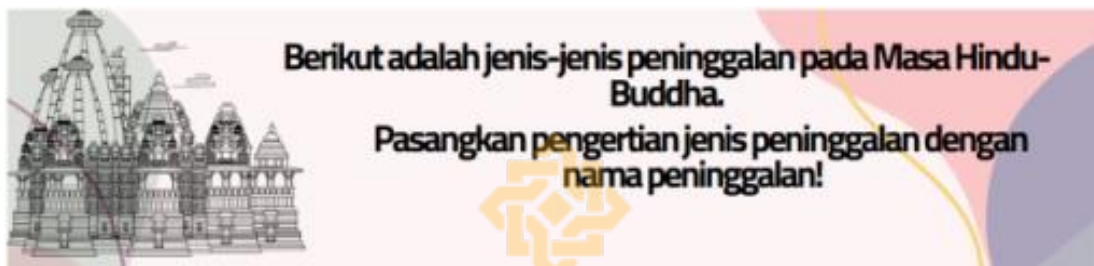 Berikut adalah jenis-jenis peninggalan pada Masa Hindu-
Buddha.
Pasangkan pengertian jenis peninggalan dengan
nama peninggalan!